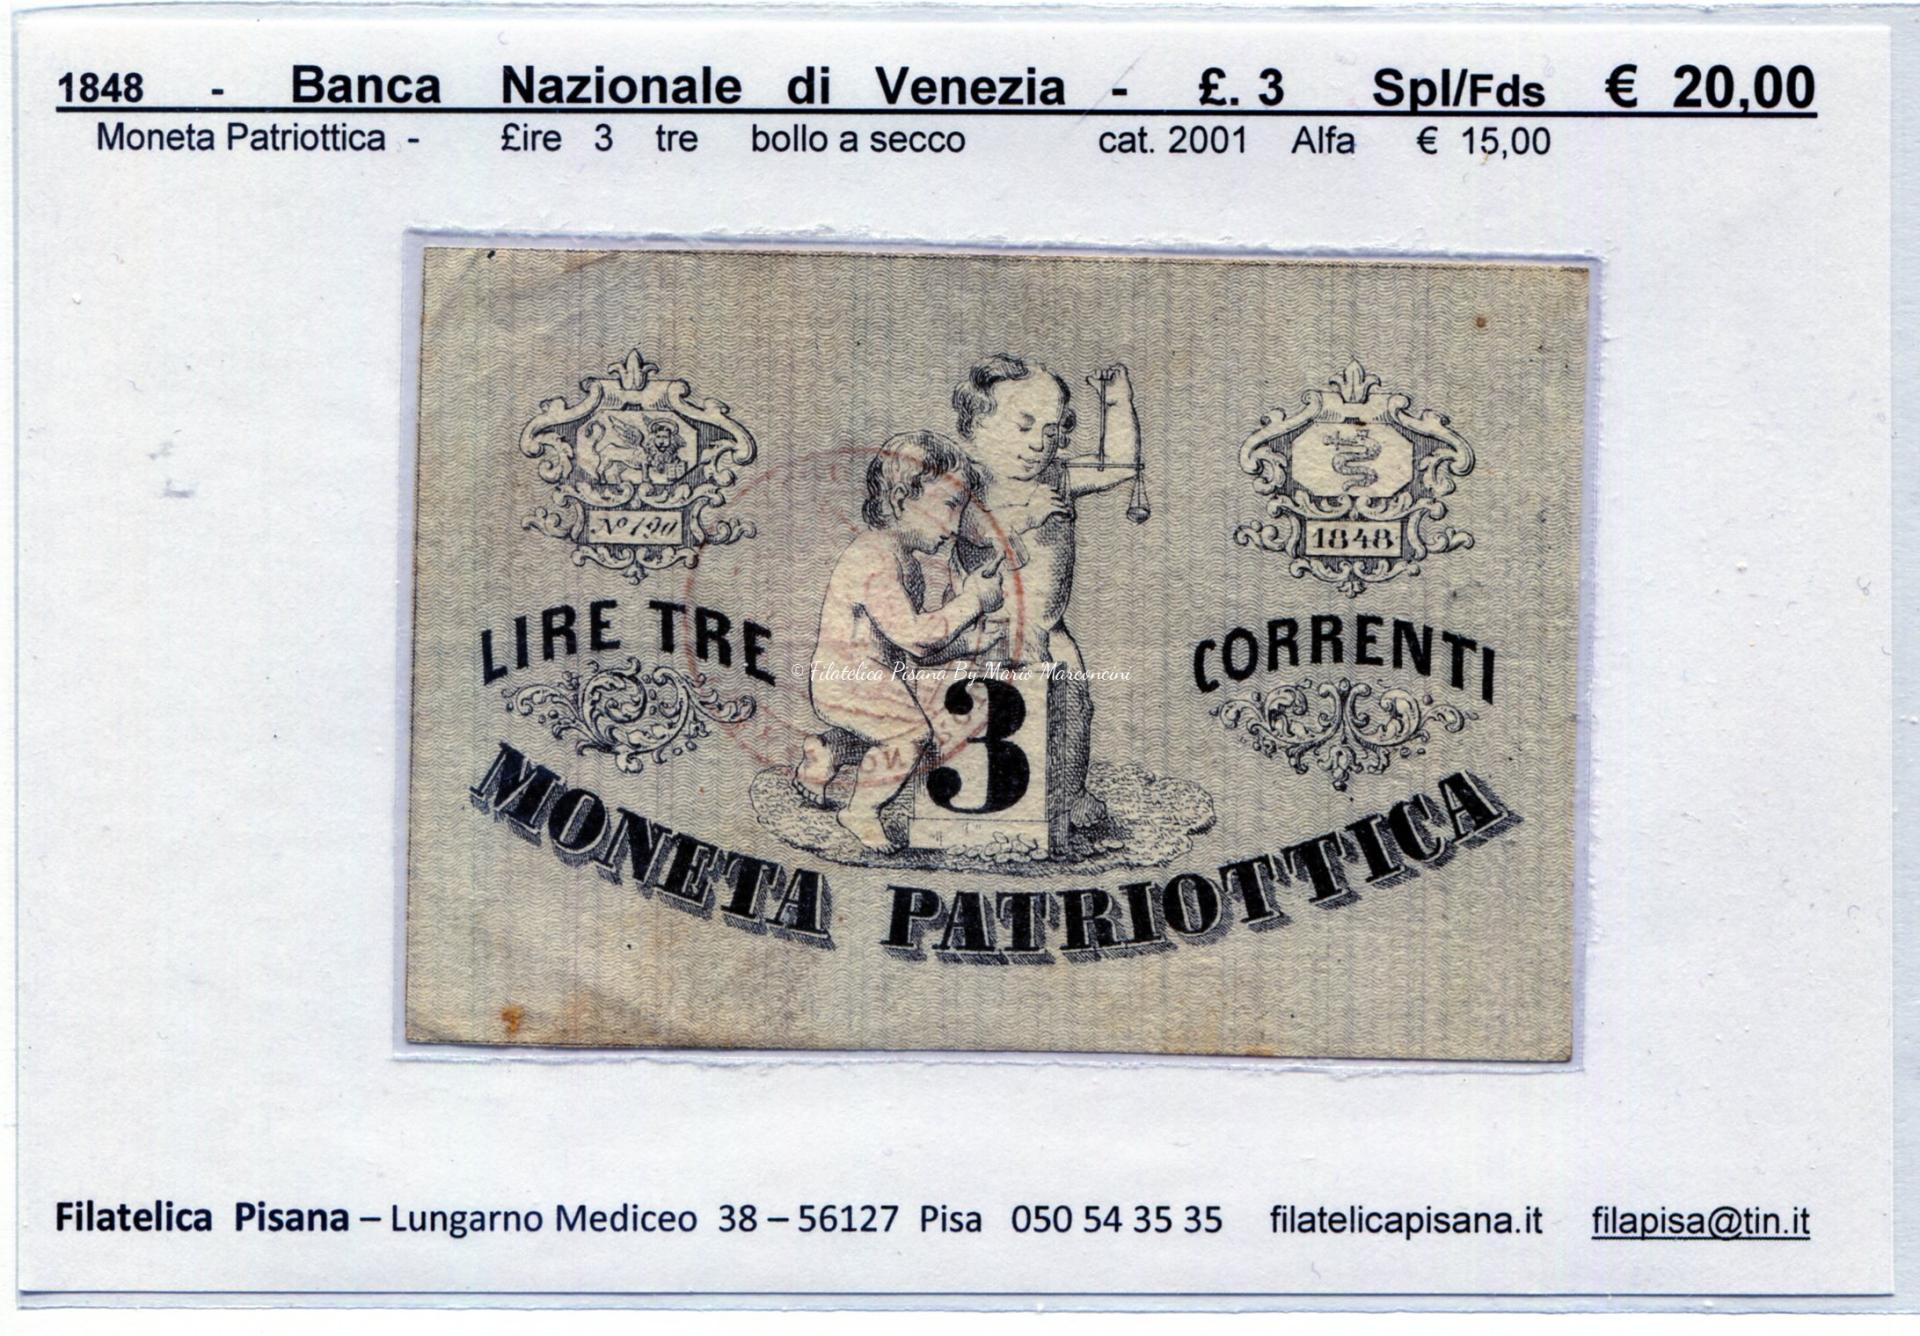 1848 - Banca Nazionale di Venezia - £. 3 Spl/Fds € 20,00
Moneta Patriottica - £ire 3 tre bollo a secco cat. 2001 Alfa € 15,00
Nº 190
1848
LIRE TRE
CORRENTI
© Filatelica Pisana By Mario Marconcini
3
MONETA PATRIOTTICA
Filatelica Pisana – Lungarno Mediceo 38 – 56127 Pisa 050 54 35 35 filatelicapisana.it filapisa@tin.it